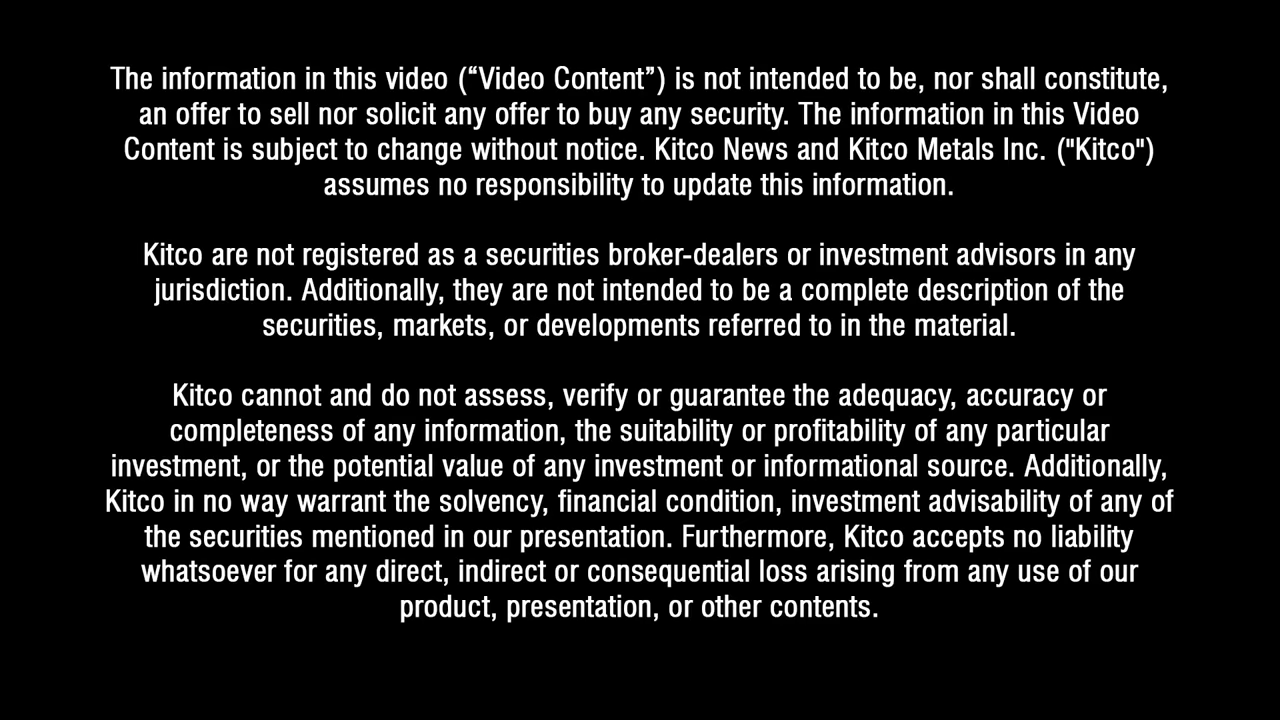 The information in this video (“Video Content”) is not intended to be, nor shall constitute,
an offer to sell nor solicit any offer to buy any security. The information in this Video
Content is subject to change without notice. Kitco News and Kitco Metals Inc. ("Kitco")
assumes no responsibility to update this information.
Kitco are not registered as a securities broker-dealers or investment advisors in any
jurisdiction. Additionally, they are not intended to be a complete description of the
securities, markets, or developments referred to in the material.
Kitco cannot and do not assess, verify or guarantee the adequacy, accuracy or
completeness of any information, the suitability or profitability of any particular
investment, or the potential value of any investment or informational source. Additionally,
Kitco in no way warrant the solvency, financial condition, investment advisability of any of
the securities mentioned in our presentation. Furthermore, Kitco accepts no liability
whatsoever for any direct, indirect or consequential loss arising from any use of our
product, presentation, or other contents.